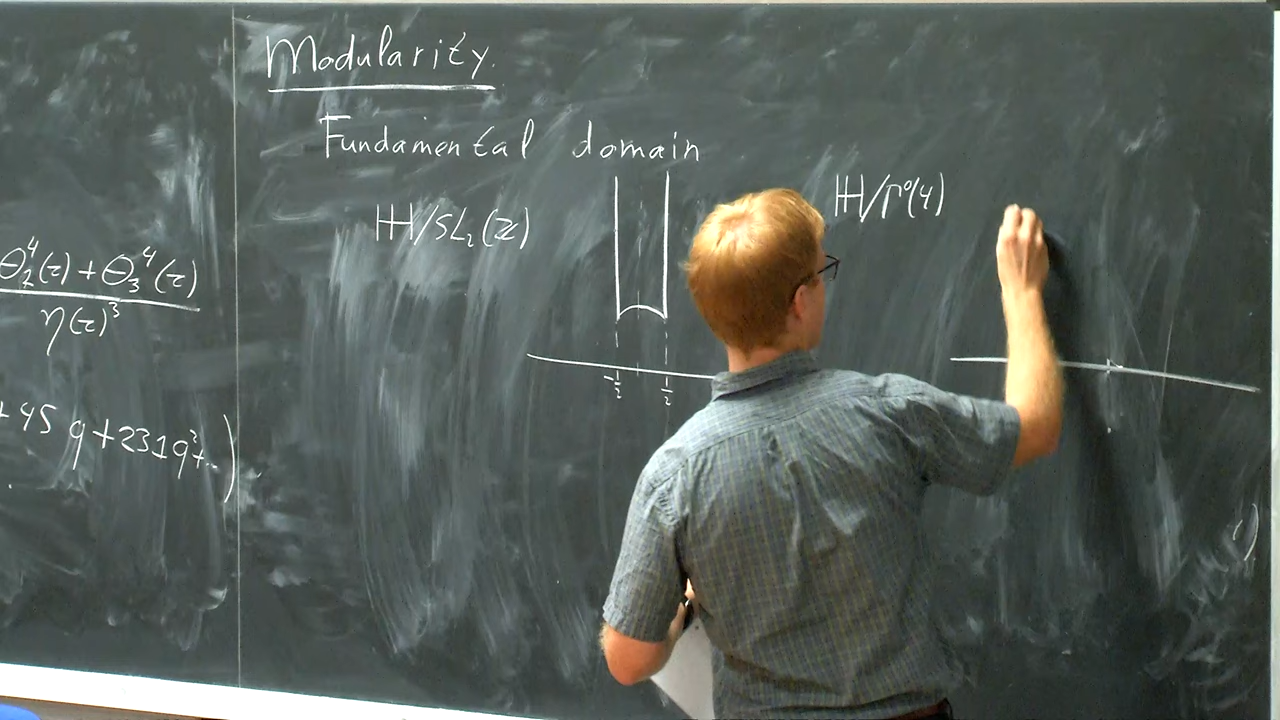 Modularity.
Fundamental domain
ℍ/SL₂(ℤ)
ℍ/Γ⁰(4)
-1/2
1/2
Θ₂⁴(τ) + Θ₃⁴(τ)
η(τ)³
+ 45 q + 231q² + ...)